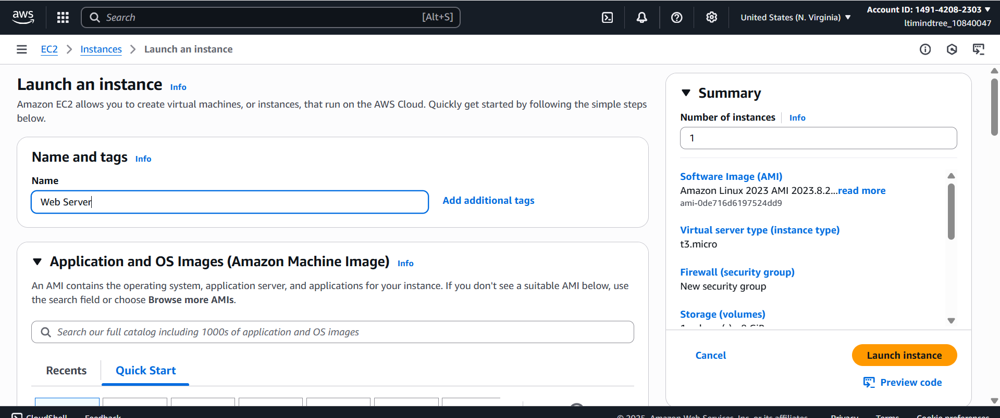 aws
Search [Alt+S]
United States (N. Virginia) ▼
Account ID: 1491-4208-2303 ▼
ltimindtree_10840047
EC2 > Instances > Launch an instance
Launch an instance Info
Amazon EC2 allows you to create virtual machines, or instances, that run on the AWS Cloud. Quickly get started by following the simple steps
below.
Name and tags Info
Name
Web Server
Add additional tags
Application and OS Images (Amazon Machine Image) Info
An AMI contains the operating system, application server, and applications for your instance. If you don't see a suitable AMI below, use
the search field or choose Browse more AMIs.
Search our full catalog including 1000s of application and OS images
Recents
Quick Start
Summary
Number of instances Info
1
Software Image (AMI)
Amazon Linux 2023 AMI 2023.8.2...read more
ami-0de716d6197524dd9
Virtual server type (instance type)
t3.micro
Firewall (security group)
New security group
Storage (volumes)
Cancel
Launch instance
Preview code
CloudShell Feedback
© 2025, Amazon Web Services, Inc. or its affiliates. Privacy Terms Cookie preferences